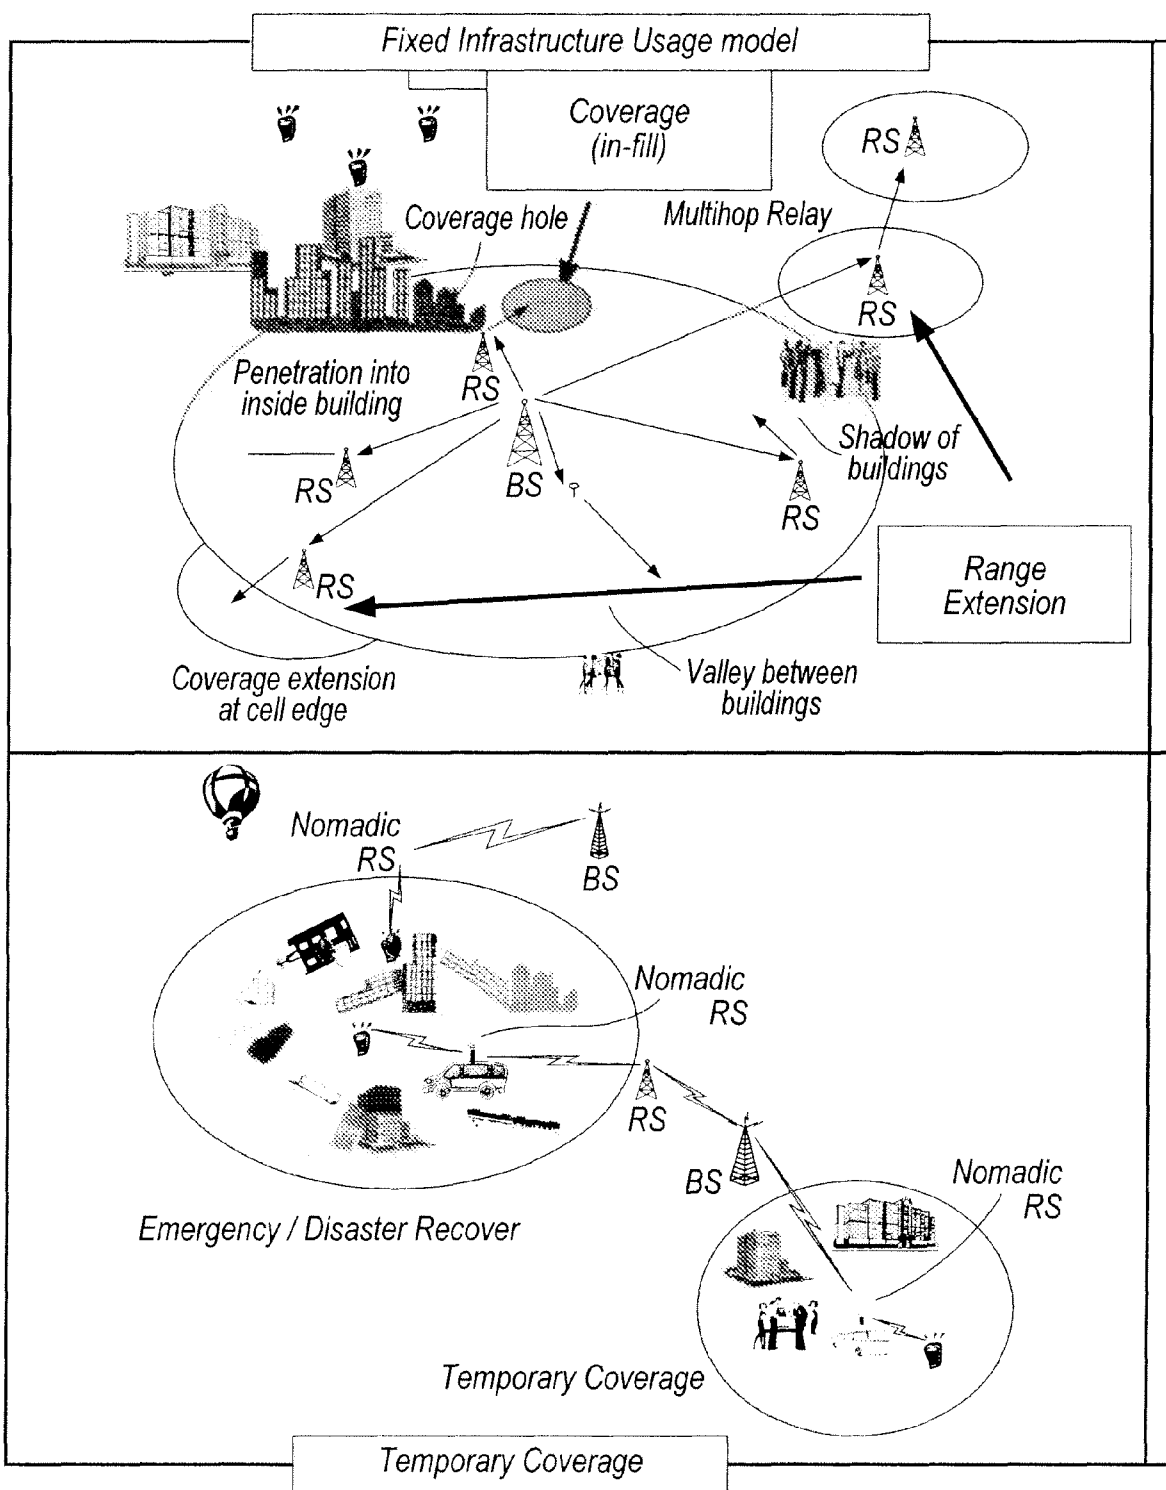 Fixed Infrastructure Usage model
Coverage
(in-fill)
RS
Coverage hole
Multihop Relay
RS
Penetration into
inside building
RS
Shadow of
buildings
RS
BS
RS
RS
Range
Extension
Coverage extension
at cell edge
Valley between
buildings
Nomadic
RS
BS
Nomadic
RS
RS
BS
Nomadic
RS
Emergency / Disaster Recover
Temporary Coverage
Temporary Coverage